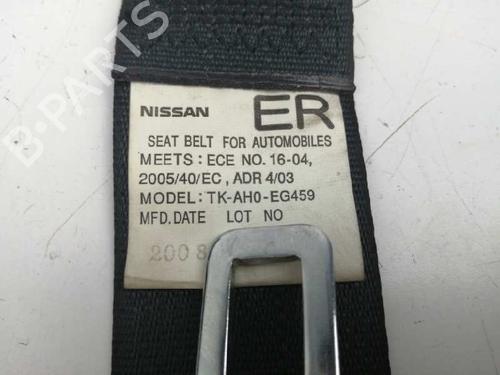 B-PARTS
NISSAN ER
SEAT BELT FOR AUTOMOBILES
MEETS: ECE NO. 16-04,
2005/40/EC, ADR 4/03
MODEL: TK-AH0-EG459
MFD. DATE LOT NO
2008